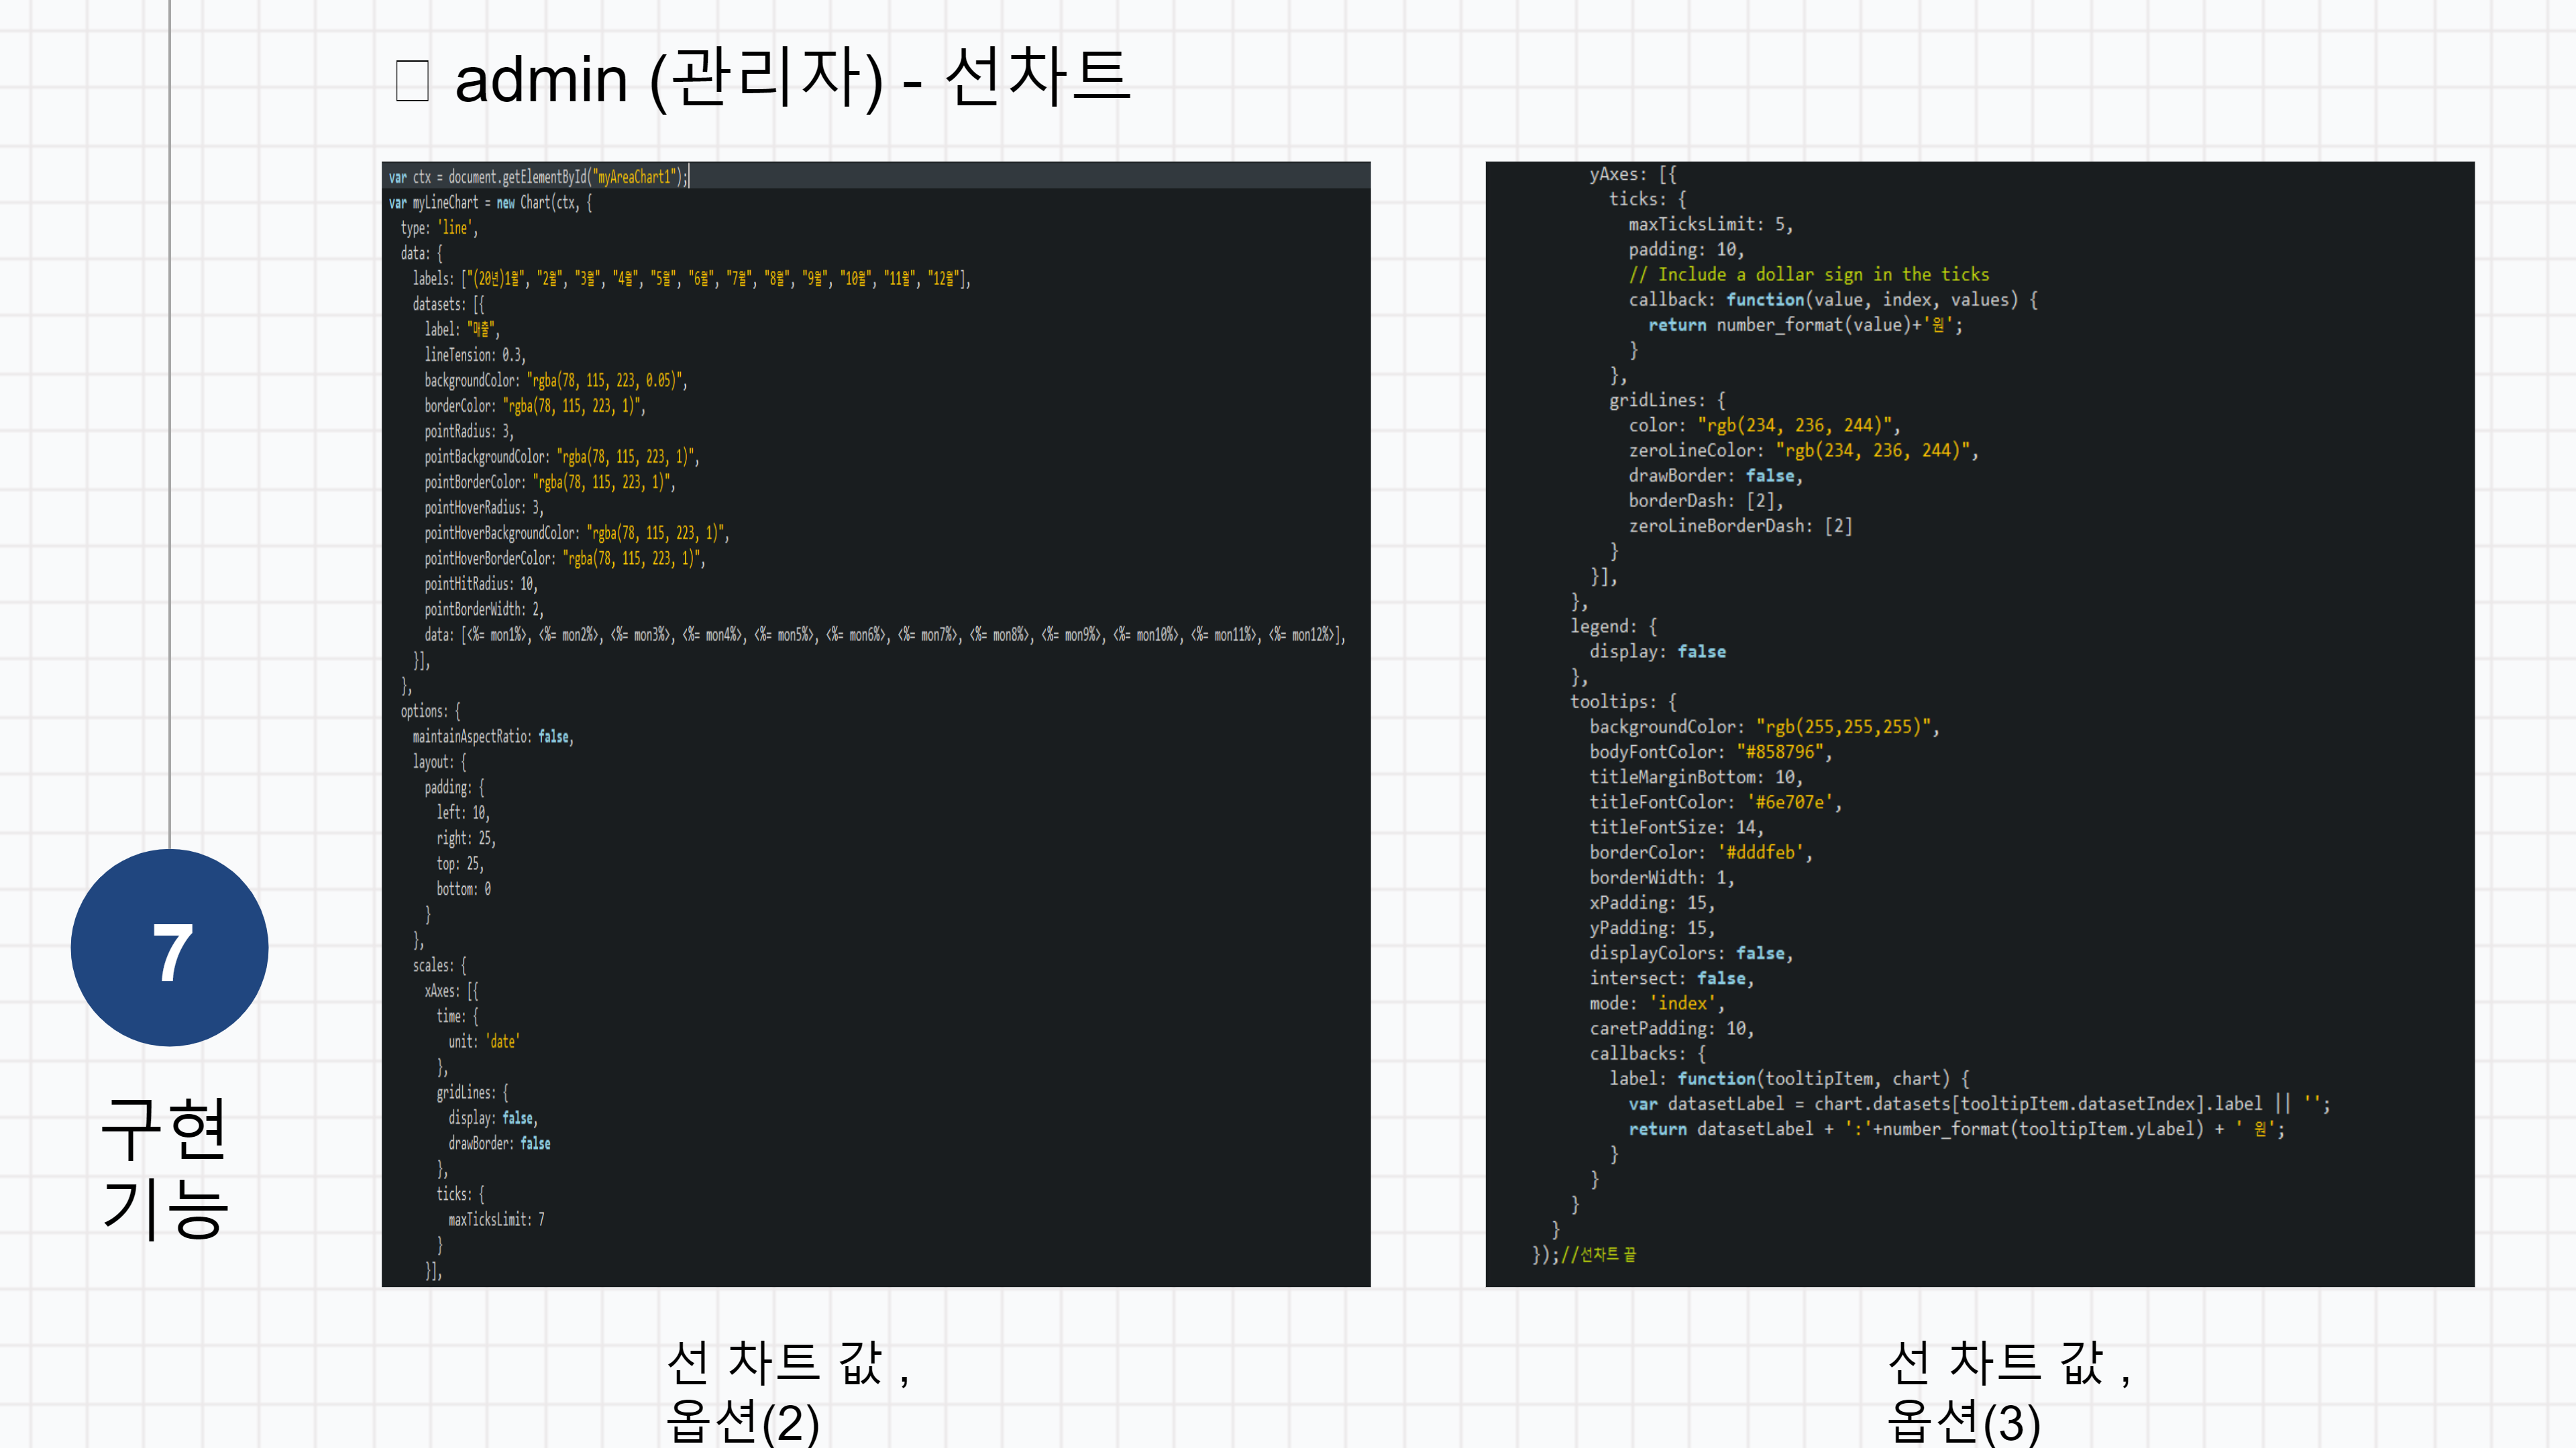 admin (관리자) - 선차트
var ctx = document.getElementById("myAreaChart1");
var myLineChart = new Chart(ctx, {
  type: 'line',
  data: {
    labels: ["(20년)1월", "2월", "3월", "4월", "5월", "6월", "7월", "8월", "9월", "10월", "11월", "12월"],
    datasets: [{
      label: "매출",
      lineTension: 0.3,
      backgroundColor: "rgba(78, 115, 223, 0.05)",
      borderColor: "rgba(78, 115, 223, 1)",
      pointRadius: 3,
      pointBackgroundColor: "rgba(78, 115, 223, 1)",
      pointBorderColor: "rgba(78, 115, 223, 1)",
      pointHoverRadius: 3,
      pointHoverBackgroundColor: "rgba(78, 115, 223, 1)",
      pointHoverBorderColor: "rgba(78, 115, 223, 1)",
      pointHitRadius: 10,
      pointBorderWidth: 2,
      data: [<%= mon1%>, <%= mon2%>, <%= mon3%>, <%= mon4%>, <%= mon5%>, <%= mon6%>, <%= mon7%>, <%= mon8%>, <%= mon9%>, <%= mon10%>, <%= mon11%>, <%= mon12%>],
    }],
  },
  options: {
    maintainAspectRatio: false,
    layout: {
      padding: {
        left: 10,
        right: 25,
        top: 25,
        bottom: 0
      }
    },
    scales: {
      xAxes: [{
        time: {
          unit: 'date'
        },
        gridLines: {
          display: false,
          drawBorder: false
        },
        ticks: {
          maxTicksLimit: 7
        }
      }],
      yAxes: [{
        ticks: {
          maxTicksLimit: 5,
          padding: 10,
          // Include a dollar sign in the ticks
          callback: function(value, index, values) {
            return number_format(value)+'원';
          }
        },
        gridLines: {
          color: "rgb(234, 236, 244)",
          zeroLineColor: "rgb(234, 236, 244)",
          drawBorder: false,
          borderDash: [2],
          zeroLineBorderDash: [2]
        }
      }],
    },
    legend: {
      display: false
    },
    tooltips: {
      backgroundColor: "rgb(255,255,255)",
      bodyFontColor: "#858796",
      titleMarginBottom: 10,
      titleFontColor: '#6e707e',
      titleFontSize: 14,
      borderColor: '#dddfeb',
      borderWidth: 1,
      xPadding: 15,
      yPadding: 15,
      displayColors: false,
      intersect: false,
      mode: 'index',
      caretPadding: 10,
      callbacks: {
        label: function(tooltipItem, chart) {
          var datasetLabel = chart.datasets[tooltipItem.datasetIndex].label || '';
          return datasetLabel + ':'+number_format(tooltipItem.yLabel) + ' 원';
        }
      }
    }
  }
});//선차트 끝
7
구현
기능
선 차트 값 ,
옵션(2)
선 차트 값 ,
옵션(3)